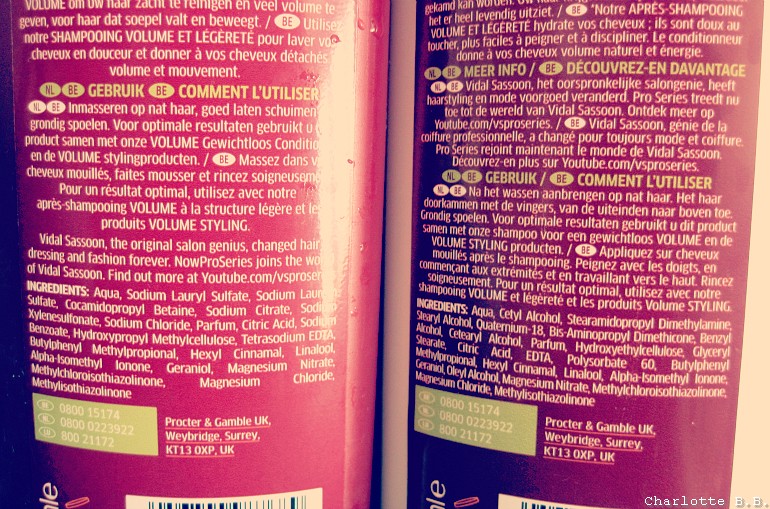 VOLUME om uw haar zacht te reinigen en veel volume te
geven, voor haar dat soepel valt en beweegt. / BE Utilisez
notre SHAMPOOING VOLUME ET LÉGÈRETÉ pour laver vos
cheveux en douceur et donner à vos cheveux détachés
volume et mouvement.
NL BE GEBRUIK BE COMMENT L'UTILISER
NL BE Inmasseren op nat haar, goed laten schuimen
grondig spoelen. Voor optimale resultaten gebruikt u
product samen met onze VOLUME Gewichtloos Conditio
en de VOLUME stylingproducten. / BE Massez dans
cheveux mouillés, faites mousser et rincez soigneuseme
Pour un résultat optimal, utilisez avec notre
après-shampooing VOLUME à la structure légère et les
produits VOLUME STYLING.
Vidal Sassoon, the original salon genius, changed hair
dressing and fashion forever. NowProSeries joins the wo
of Vidal Sassoon. Find out more at Youtube.com/vsproser
INGREDIENTS: Aqua, Sodium Lauryl Sulfate, Sodium Laure
Sulfate, Cocamidopropyl Betaine, Sodium Citrate, Sodiu
Xylenesulfonate, Sodium Chloride, Parfum, Citric Acid, Sodiu
Benzoate, Hydroxypropyl Methylcellulose, Tetrasodium EDTA,
Butylphenyl Methylpropional, Hexyl Cinnamal, Linalool,
Alpha-Isomethyl Ionone, Geraniol, Magnesium Nitrate,
Methylchloroisothiazolinone, Magnesium Chloride,
Methylisothiazolinone
BE 0800 15174
NL 0800 0223922
LU 800 21172
Procter & Gamble UK,
Weybridge, Surrey,
KT13 0XP, UK
gekamd kan worden.
het er heel levendig uitziet. / BE *Notre APRÈS-SHAMPOOING
VOLUME ET LÉGÈRETÉ hydrate vos cheveux ; ils sont doux au
toucher, plus faciles à peigner et à discipliner. Le conditionneur
donne à vos cheveux volume naturel et énergie.
NL BE MEER INFO / BE DÉCOUVREZ-EN DAVANTAGE
NL BE Vidal Sassoon, het oorspronkelijke salongenie, heeft
haarstyling en mode voorgoed veranderd. Pro Series treedt nu
toe tot de wereld van Vidal Sassoon. Ontdek meer op
Youtube.com/vsproseries. / BE Vidal Sassoon, génie de la
coiffure professionnelle, a changé pour toujours mode et coiffure.
Pro Series rejoint maintenant le monde de Vidal Sassoon.
Découvrez-en plus sur Youtube.com/vsproseries.
NL BE GEBRUIK / BE COMMENT L'UTILISER
NL BE Na het wassen aanbrengen op nat haar. Het haar
doorkammen met de vingers, van de uiteinden naar boven toe.
Grondig spoelen. Voor optimale resultaten gebruikt u dit product
samen met onze shampoo voor een gewichtloos VOLUME en de
VOLUME STYLING producten. / BE Appliquez sur cheveux
mouillés après le shampooing. Peignez avec les doigts, en
commençant aux extrémités et en travaillant vers le haut. Rincez
soigneusement. Pour un résultat optimal, utilisez avec notre
shampooing VOLUME et légèreté et les produits Volume STYLING.
INGREDIENTS: Aqua, Cetyl Alcohol, Stearamidopropyl Dimethylamine,
Stearyl Alcohol, Quaternium-18, Bis-Aminopropyl Dimethicone, Benzyl
Alcohol, Cetearyl Alcohol, Parfum, Hydroxyethylcellulose, Glyceryl
Stearate, Citric Acid, EDTA, Polysorbate 60, Butylphenyl
Methylpropional, Hexyl Cinnamal, Linalool, Alpha-Isomethyl Ionone,
Geraniol, Oleyl Alcohol, Magnesium Nitrate, Methylchloroisothiazolinone,
Magnesium Chloride, Methylisothiazolinone
BE 0800 15174
NL 0800 0223922
LU 800 21172
Procter & Gamble UK,
Weybridge, Surrey,
KT13 0XP, UK
Charlotte B.B.